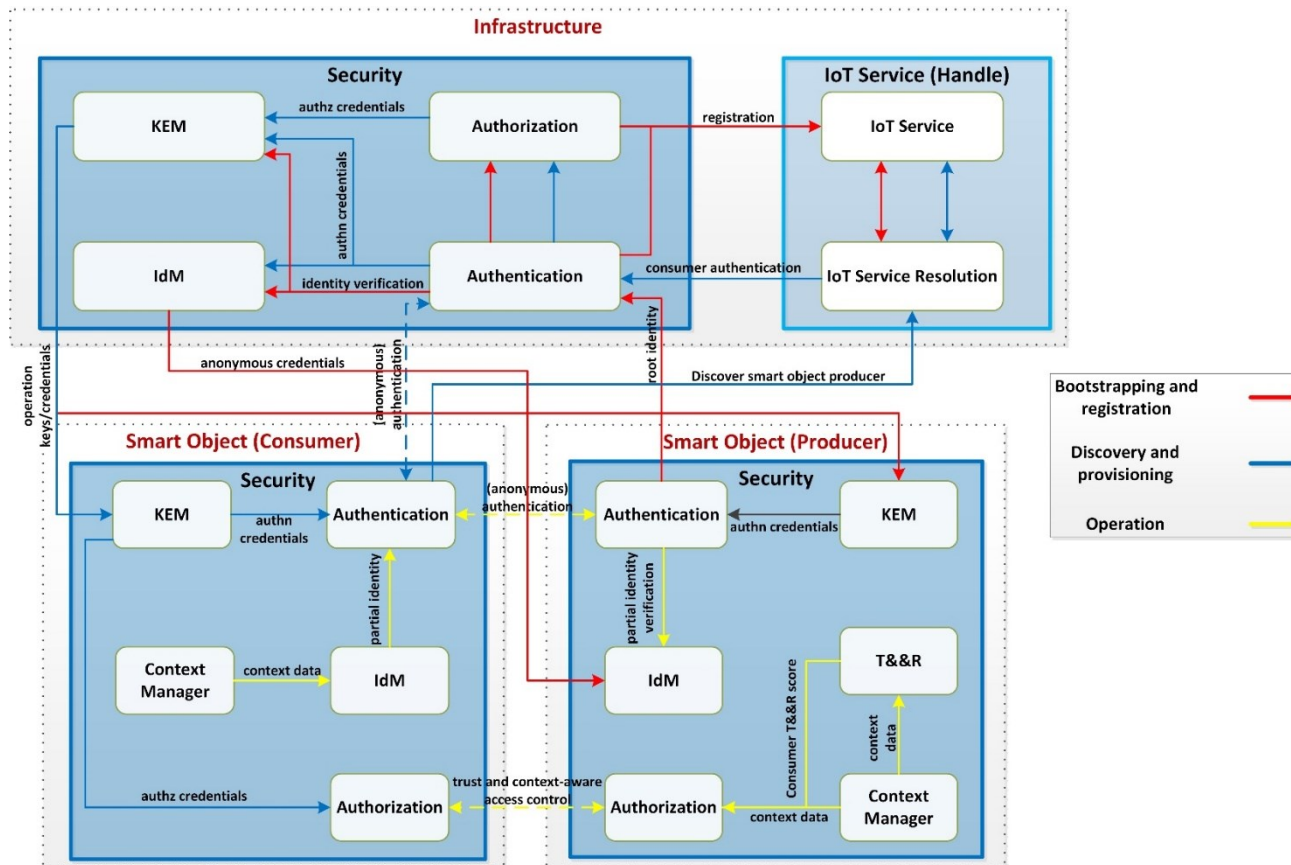 Infrastructure
Security
IoT Service (Handle)
KEM
authz credentials
Authorization
registration
IoT Service
authn credentials
IdM
identity verification
Authentication
consumer authentication
IoT Service Resolution
operation
keys/credentials
anonymous credentials
(anonymous)
authentication
root identity
Discover smart object producer
Bootstrapping and
registration
Discovery and
provisioning
Operation
Smart Object (Consumer)
Security
KEM
authn
credentials
Authentication
partial identity
Context
Manager
context data
IdM
authz credentials
Authorization
(anonymous)
authentication
trust and context-aware
access control
Smart Object (Producer)
Security
Authentication
authn credentials
KEM
partial identity
verification
IdM
T&&R
Consumer T&&R score
context
data
Authorization
context data
Context
Manager